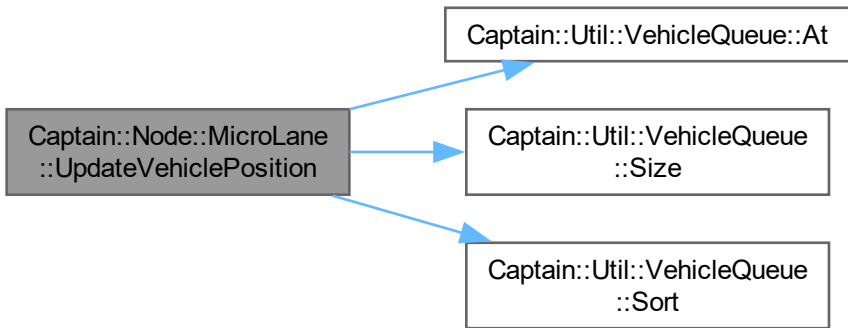 Captain::Util::VehicleQueue::At
Captain::Node::MicroLane
::UpdateVehiclePosition
Captain::Util::VehicleQueue
::Size
Captain::Util::VehicleQueue
::Sort